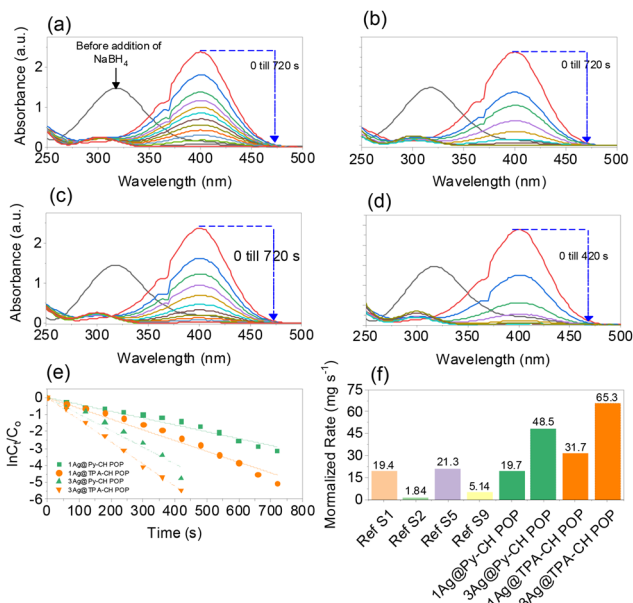 (a)
Before addition of
NaBH4
0 till 720 s
Absorbance (a.u.)
2
1
0
250 300 350 400 450 500
Wavelength (nm)
(b)
0 till 720 s
250 300 350 400 450 500
Wavelength (nm)
(c)
0 till 720 s
Absorbance (a.u.)
2
1
0
250 300 350 400 450 500
Wavelength (nm)
(d)
0 till 420 s
250 300 350 400 450 500
Wavelength (nm)
(e)
lnCt/Co
0
-1
-2
-3
-4
-5
-6
1Ag@Py-CH POP
1Ag@TPA-CH POP
3Ag@Py-CH POP
3Ag@TPA-CH POP
0 200 400 600 800
Time (s)
(f)
Mormalized Rate (mg s-1)
75
60
45
30
15
0
19.4
1.84
21.3
5.14
19.7
48.5
31.7
65.3
Ref S1
Ref S2
Ref S5
Ref S9
1Ag@Py-CH POP
3Ag@Py-CH POP
1Ag@TPA-CH POP
3Ag@TPA-CH POP